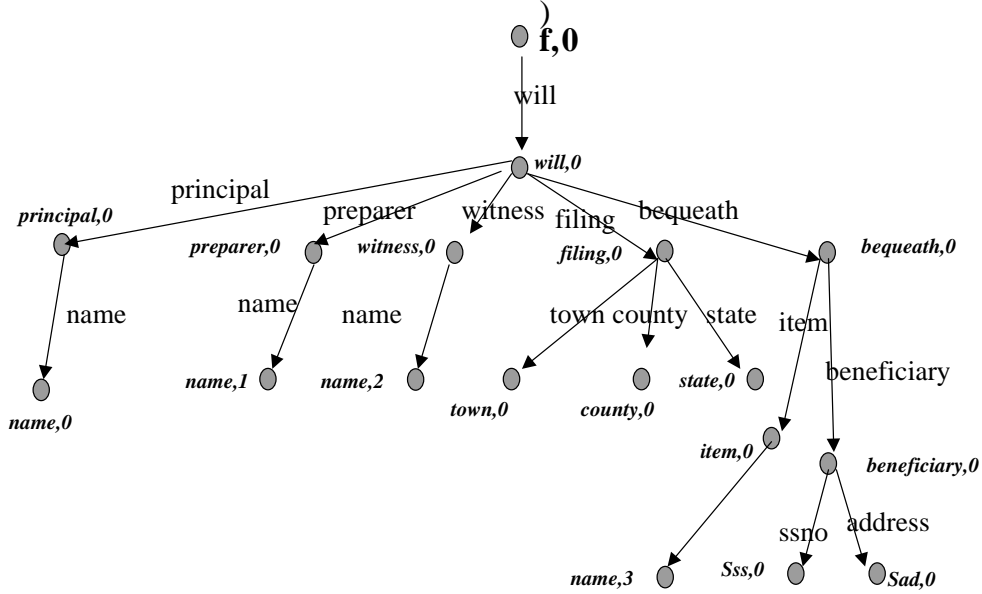 )
f,0
will
will,0
principal
principal,0
preparer
witness
filing
bequeath
preparer,0
witness,0
filing,0
bequeath,0
name
name
name
town county
state
item
name,1
name,2
state,0
beneficiary
name,0
town,0
county,0
item,0
beneficiary,0
ssno
address
name,3
Sss,0
Sad,0